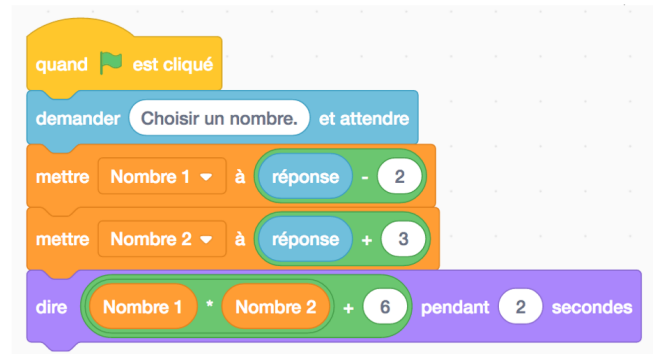 quand est cliqué
demander Choisir un nombre. et attendre
mettre Nombre 1 à réponse - 2
mettre Nombre 2 à réponse + 3
dire Nombre 1 * Nombre 2 + 6 pendant 2 secondes